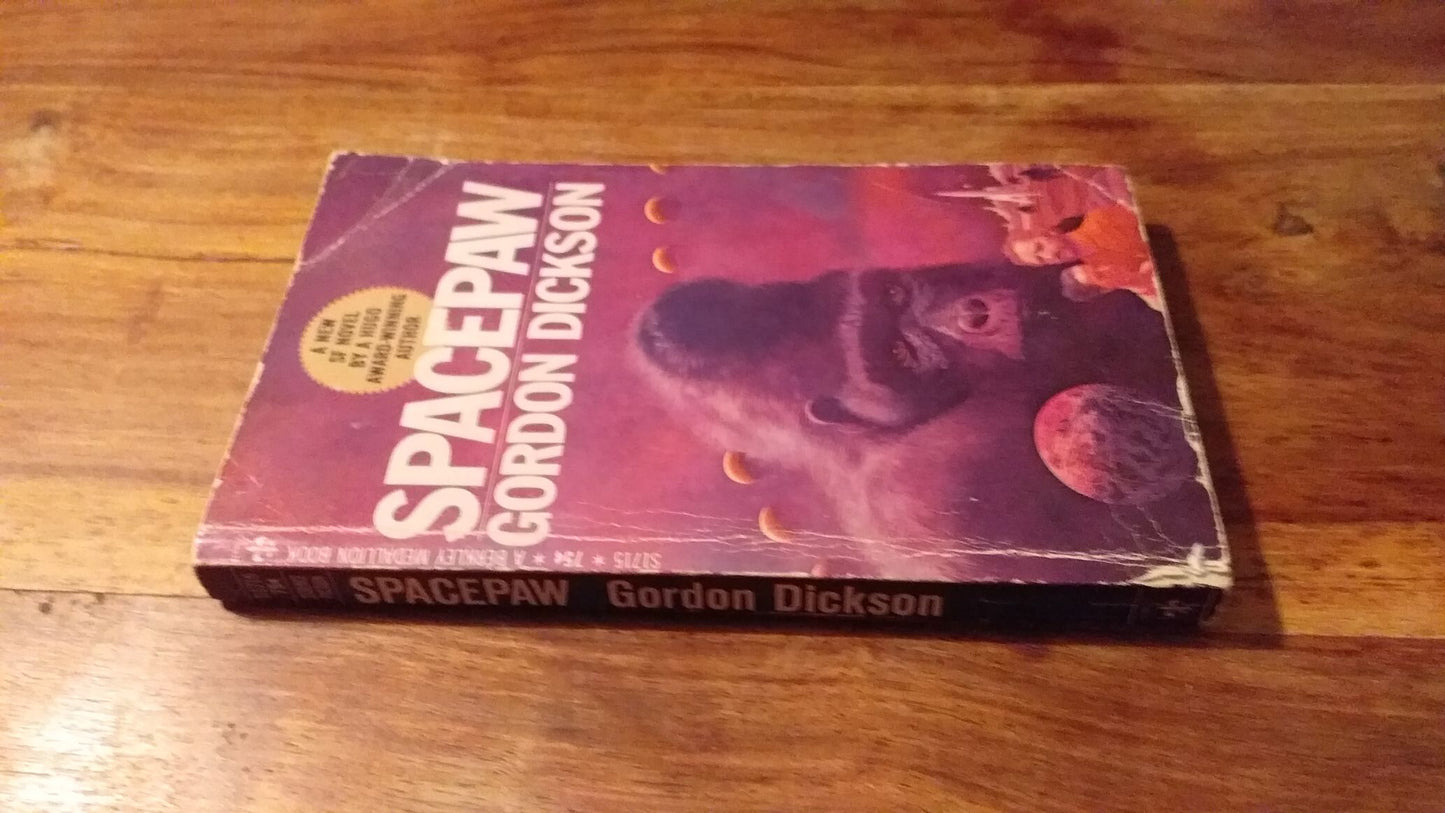 A NEW
SF NOVEL
BY A HUGO
AWARD-WINNING
AUTHOR
SPACEPAW
GORDON DICKSON
S1715 * 75¢ * A BERKLEY MEDALLION BOOK
SPACEPAW Gordon Dickson